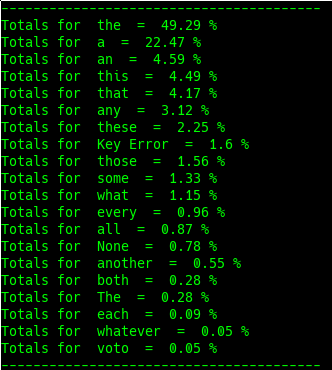 ----------------------------------------
Totals for  the  =  49.29 %
Totals for  a  =  22.47 %
Totals for  an  =  4.59 %
Totals for  this  =  4.49 %
Totals for  that  =  4.17 %
Totals for  any  =  3.12 %
Totals for  these  =  2.25 %
Totals for  Key Error  =  1.6 %
Totals for  those  =  1.56 %
Totals for  some  =  1.33 %
Totals for  what  =  1.15 %
Totals for  every  =  0.96 %
Totals for  all  =  0.87 %
Totals for  None  =  0.78 %
Totals for  another  =  0.55 %
Totals for  both  =  0.28 %
Totals for  The  =  0.28 %
Totals for  each  =  0.09 %
Totals for  whatever  =  0.05 %
Totals for  voto  =  0.05 %
----------------------------------------